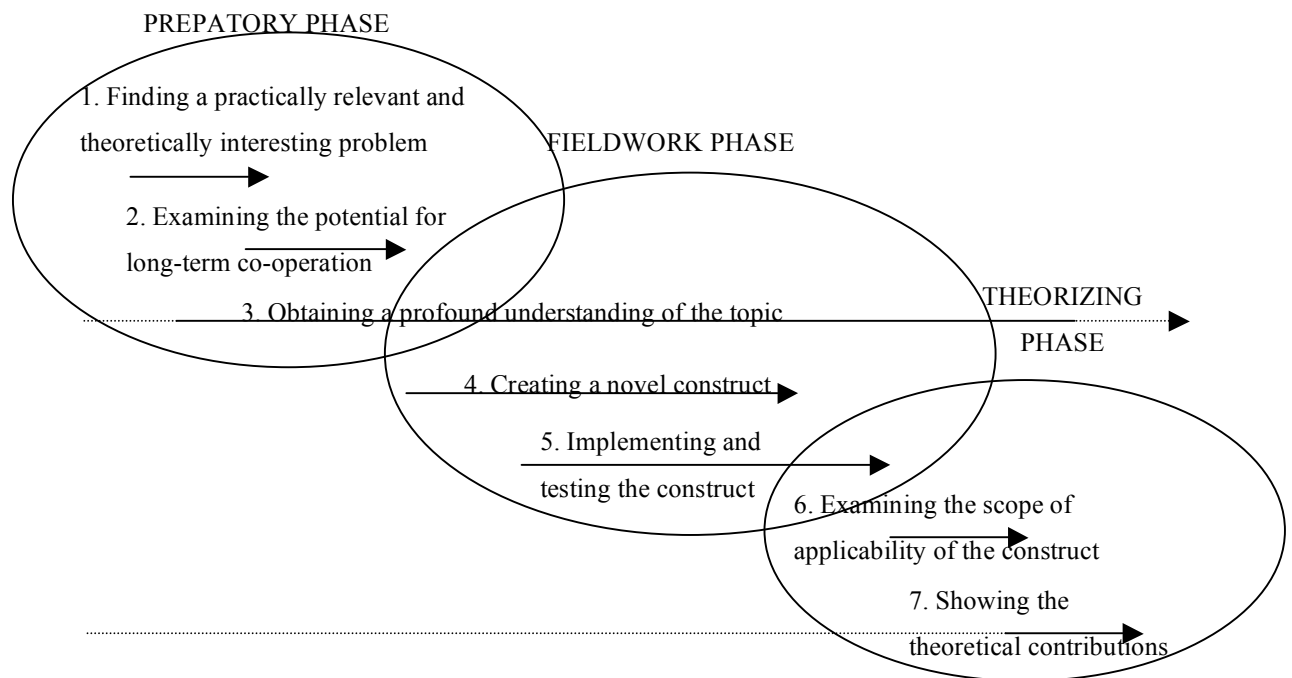 PREPATORY PHASE
1. Finding a practically relevant and
theoretically interesting problem
FIELDWORK PHASE
2. Examining the potential for
long-term co-operation
THEORIZING
PHASE
3. Obtaining a profound understanding of the topic
4. Creating a novel construct
5. Implementing and
testing the construct
6. Examining the scope of
applicability of the construct
7. Showing the
theoretical contributions